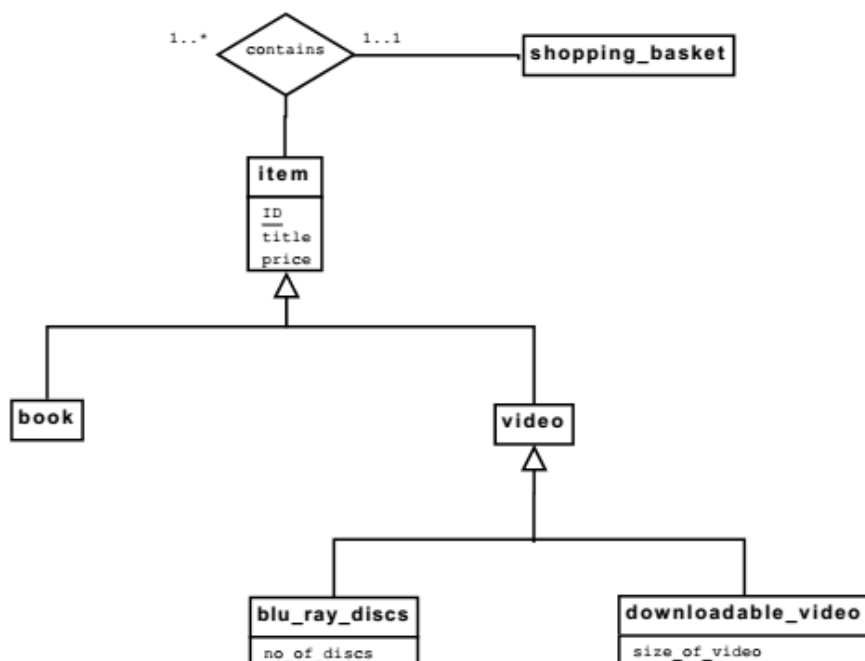 1..*
contains
1..1
shopping_basket
item
ID
title
price
book
video
blu_ray_discs
no_of_discs
downloadable_video
size_of_video